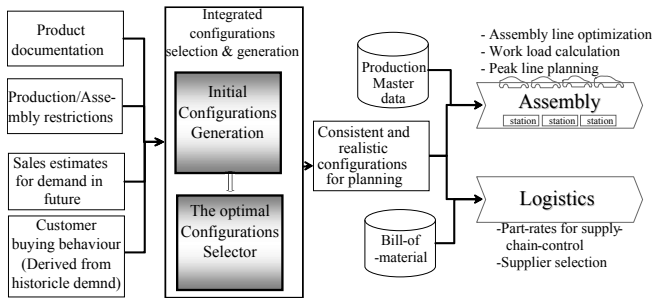 Product
documentation
Production/Asse-
mbly restrictions
Sales estimates
for demand in
future
Customer
buying behaviour
(Derived from
historicle demnd)
Integrated
configurations
selection & generation
Initial
Configurations
Generation
The optimal
Configurations
Selector
Production
Master
data
Consistent and
realistic
configurations
for planning
Bill-of
-material
- Assembly line optimization
- Work load calculation
- Peak line planning
Assembly
station station station
Logistics
-Part-rates for supply-
chain-control
-Supplier selection